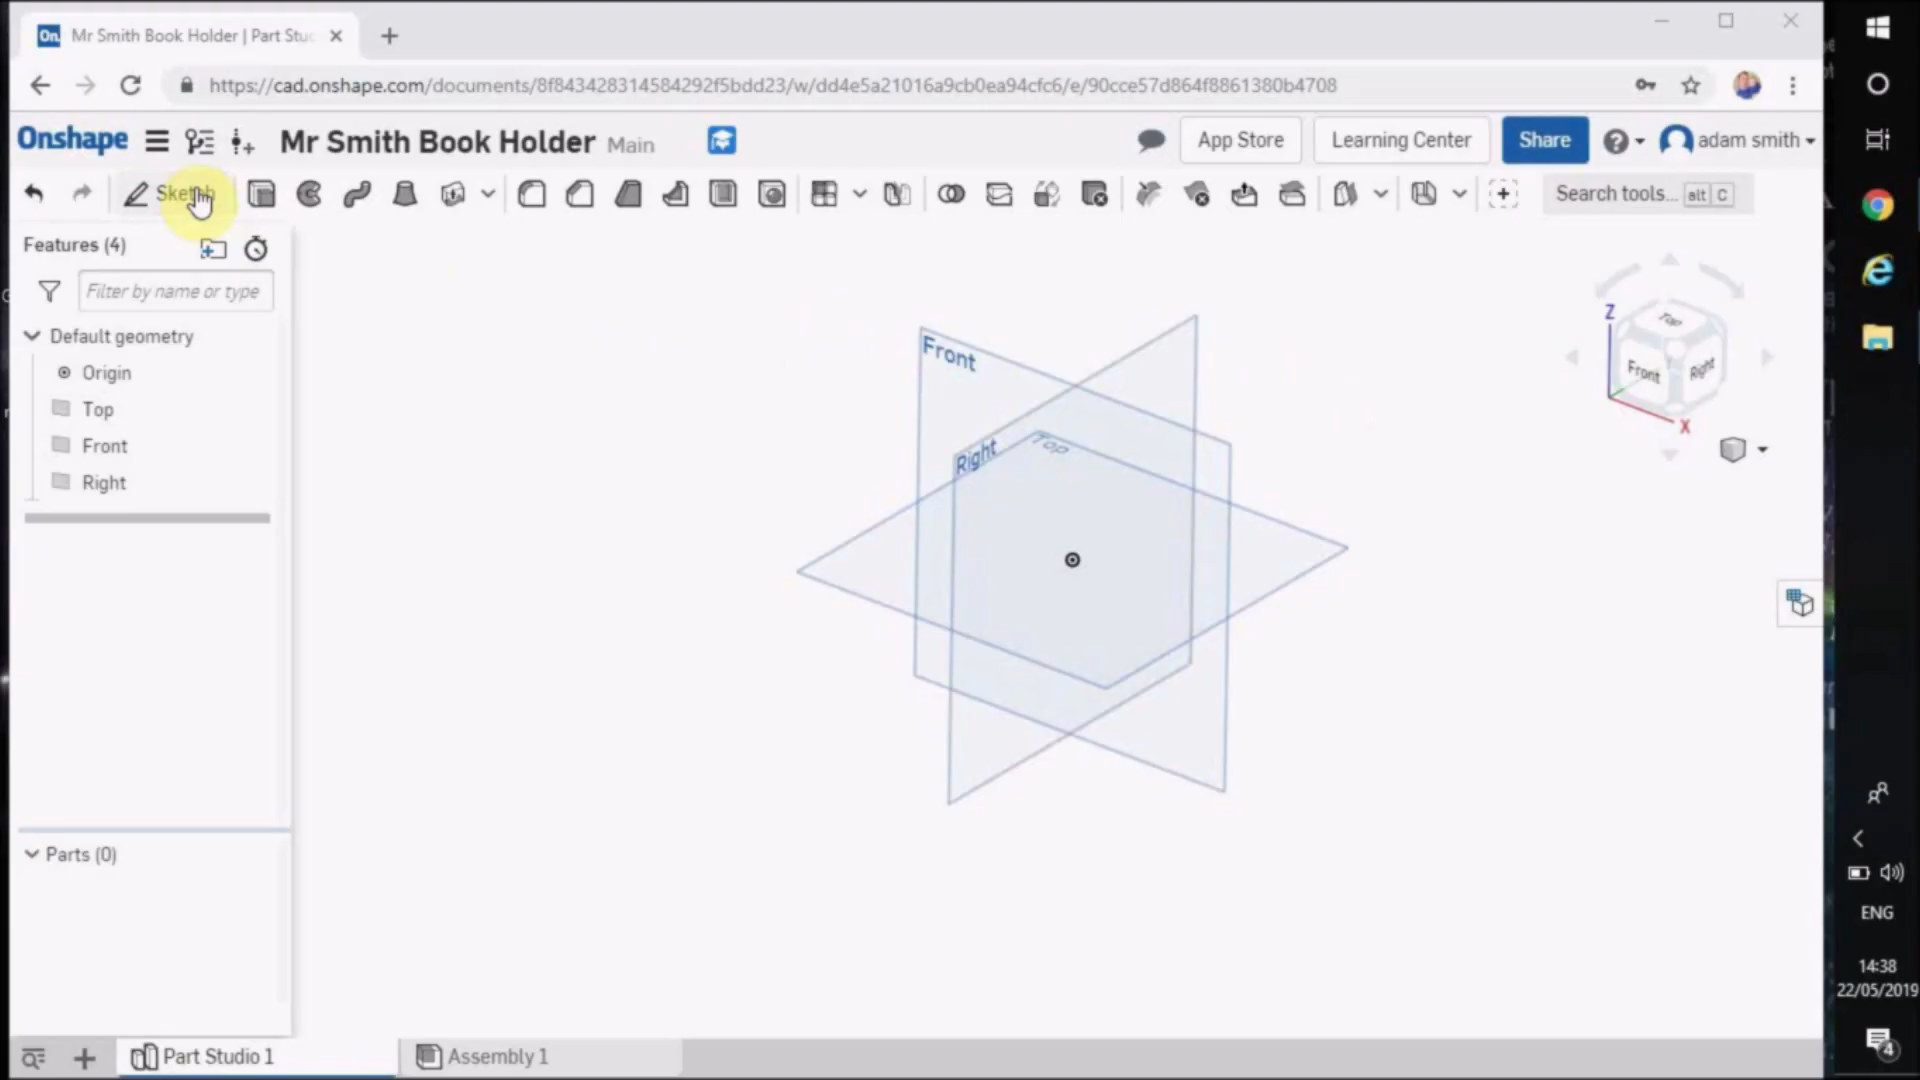 On Mr Smith Book Holder | Part Stu
https://cad.onshape.com/documents/8f843428314584292f5bdd23/w/dd4e5a21016a9cb0ea94cfc6/e/90cce57d864f8861380b4708
Onshape Mr Smith Book Holder Main App Store Learning Center Share adam smith
Sketch Search tools... alt C
Features (4)
Filter by name or type
Default geometry
Origin
Top
Front
Right
Front
Right
Top
Z
Top
Front
Right
X
Parts (0)
Part Studio 1
Assembly 1
ENG
14:38
22/05/2019
4